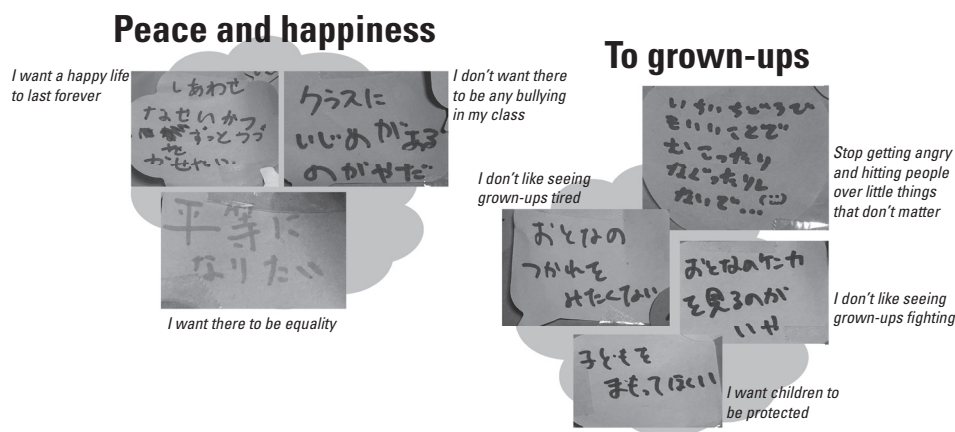 Peace and happiness
I want a happy life
to last forever
しあわせ
なせいかつ
ずっとつづ
を
かせたい
クラスに
いじめがある
のがやだ
I don't want there
to be any bullying
in my class
平等に
なりたい
I want there to be equality
To grown-ups
いちいちどうで
もいいことで
おこったり
なぐったりし
ないで...
Stop getting angry
and hitting people
over little things
that don't matter
I don't like seeing
grown-ups tired
おとなの
つかれを
みたくない
おとなのケンカ
を見るのが
いや
I don't like seeing
grown-ups fighting
子どもを
まもってほしい
I want children to
be protected